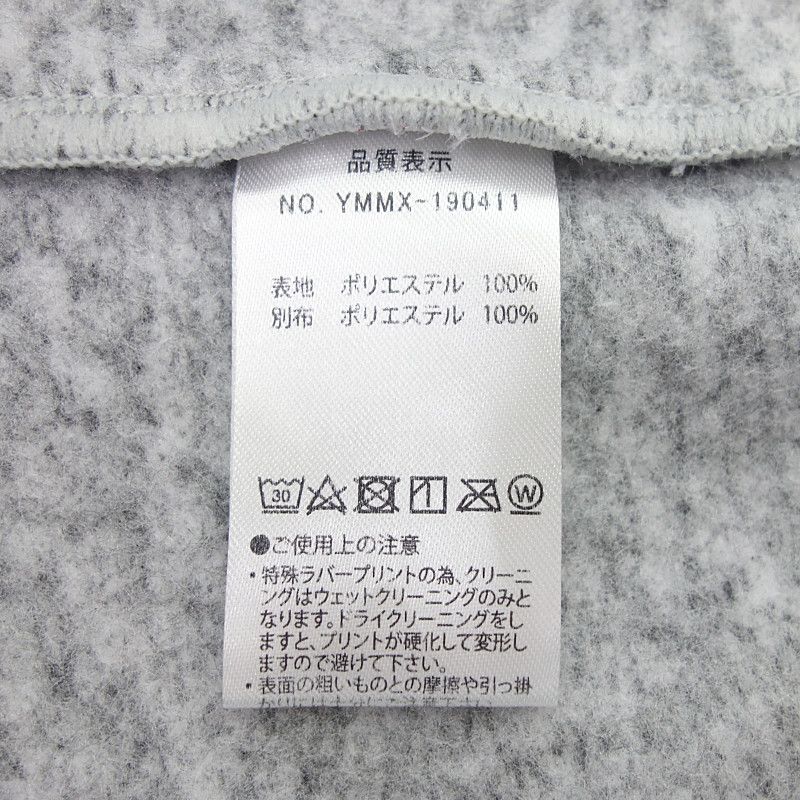 品質表示
NO. YMMX-190411
表地 ポリエステル 100%
別布 ポリエステル 100%
30 W
●ご使用上の注意
・特殊ラバープリントの為、クリーニ
ングはウェットクリーニングのみと
なります。ドライクリーニングをし
ますと、プリントが硬化して変形し
ますので避けて下さい。
・表面の粗いものとの摩擦や引っ掛